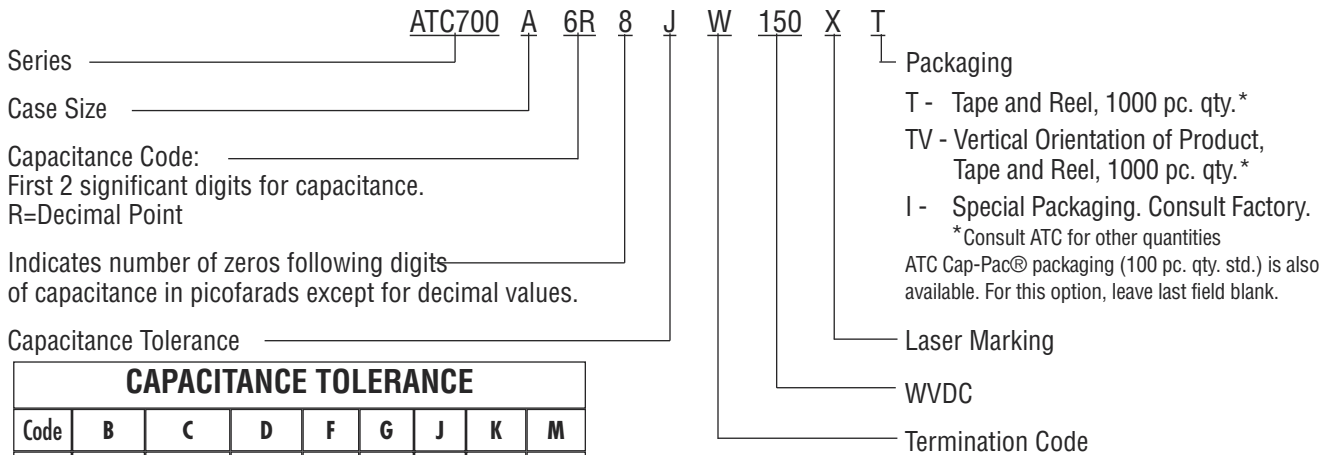 ATC700 A 6R 8 J W 150 X T
Series
Case Size
Capacitance Code:
First 2 significant digits for capacitance.
R=Decimal Point
Indicates number of zeros following digits
of capacitance in picofarads except for decimal values.
Capacitance Tolerance
CAPACITANCE TOLERANCE
Code B C D F G J K M
Packaging
T - Tape and Reel, 1000 pc. qty.*
TV - Vertical Orientation of Product,
Tape and Reel, 1000 pc. qty.*
I - Special Packaging. Consult Factory.
*Consult ATC for other quantities
ATC Cap-Pac® packaging (100 pc. qty. std.) is also
available. For this option, leave last field blank.
Laser Marking
WVDC
Termination Code